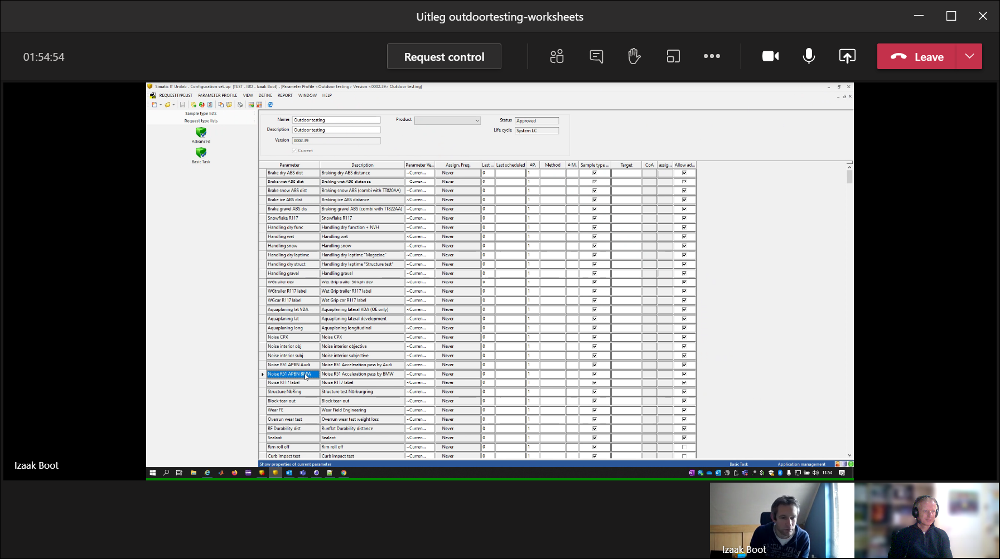 Uitleg outdoortesting-worksheets
01:54:54
Request control
Leave
Simatic IT Unilab - Configuration set-up [TEST - IBO - Izaak Boot] - [Parameter Profile <Outdoor testing> Version <0002.39> Outdoor testing]
REQUESTTYPELIST PARAMETER PROFILE VIEW DEFINE REPORT WINDOW HELP
Sample type lists
Request type lists
Advanced
Basic Task
Name Outdoor testing Product Status Approved
Description Outdoor testing Life cycle System LC
Version 0002.39
Current
Parameter Description Parameter Ve... Assign. Freq. Last ... Last scheduled #P. Method # M. Sample type ... Target CoA assig... Allow ad...
Brake dry ABS dist Braking dry ABS distance ~Curren... Never 0 1
Brake wet ABS dist Braking wet ABS distance ~Curren... Never 0 1
Brake snow ABS dist Braking snow ABS (combi with TT820AA) ~Curren... Never 0 1
Brake ice ABS dist Braking ice ABS distance ~Curren... Never 0 1
Brake gravel ABS dis Braking gravel ABS (combi with TT822AA) ~Curren... Never 0 1
Snowflake R117 Snowflake R117 ~Curren... Never 0 1
Handling dry func Handling dry function + NVH ~Curren... Never 0 1
Handling wet Handling wet ~Curren... Never 0 1
Handling snow Handling snow ~Curren... Never 0 1
Handling dry laptime Handling dry laptime "Magazine" ~Curren... Never 0 1
Handling dry struct Handling dry laptime "Structure test" ~Curren... Never 0 1
Handling gravel Handling gravel ~Curren... Never 0 1
WGtrailer dev Wet Grip trailer 30 kph dev ~Curren... Never 0 1
WGtrailer R117 label Wet Grip trailer R117 label ~Curren... Never 0 1
WGcar R117 label Wet Grip car R117 label ~Curren... Never 0 1
Aquaplaning lat VDA Aquaplaning lateral VDA (OE only) ~Curren... Never 0 1
Aquaplaning lat Aquaplaning lateral development ~Curren... Never 0 1
Aquaplaning long Aquaplaning longitudinal ~Curren... Never 0 1
Noise CPX Noise CPX ~Curren... Never 0 1
Noise interior obj Noise interior objective ~Curren... Never 0 1
Noise interior subj Noise interior subjective ~Curren... Never 0 1
Noise R51 APBN Audi Noise R51 Acceleration pass by Audi ~Curren... Never 0 1
Noise R51 APBN BMW Noise R51 Acceleration pass by BMW ~Curren... Never 0 1
Noise R117 label Noise R117 label ~Curren... Never 0 1
Structure NbRing Structure test Nürburgring ~Curren... Never 0 1
Block tear-out Block tear-out ~Curren... Never 0 1
Wear FE Wear Field Engineering ~Curren... Never 0 1
Overrun wear test Overrun wear test weight loss ~Curren... Never 0 1
RF Durability dist Runflat Durability distance ~Curren... Never 0 1
Sealant Sealant ~Curren... Never 0 1
Rim roll off Rim roll off ~Curren... Never 0 1
Curb impact test Curb impact test ~Curren... Never 0 1
Show properties of current parameter Basic Task Application management
11:54
Izaak Boot
Izaak Boot